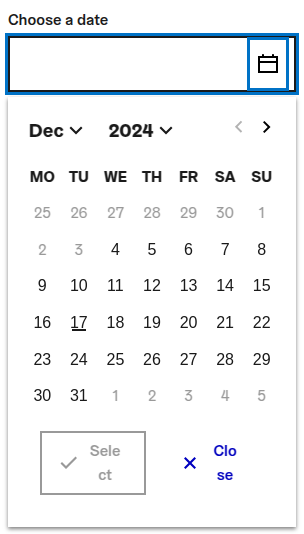 Choose a date
Dec 2024
MO TU WE TH FR SA SU
25 26 27 28 29 30 1
2 3 4 5 6 7 8
9 10 11 12 13 14 15
16 17 18 19 20 21 22
23 24 25 26 27 28 29
30 31 1 2 3 4 5
Sele Clo
ct se